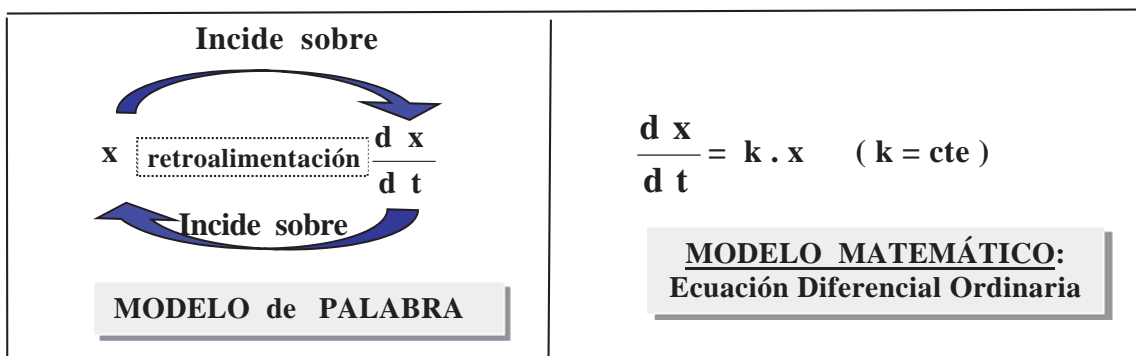 Incide sobre
x retroalimentación d x
d t
Incide sobre
MODELO de PALABRA
d x
= k . x ( k = cte )
d t
MODELO MATEMÁTICO:
Ecuación Diferencial Ordinaria